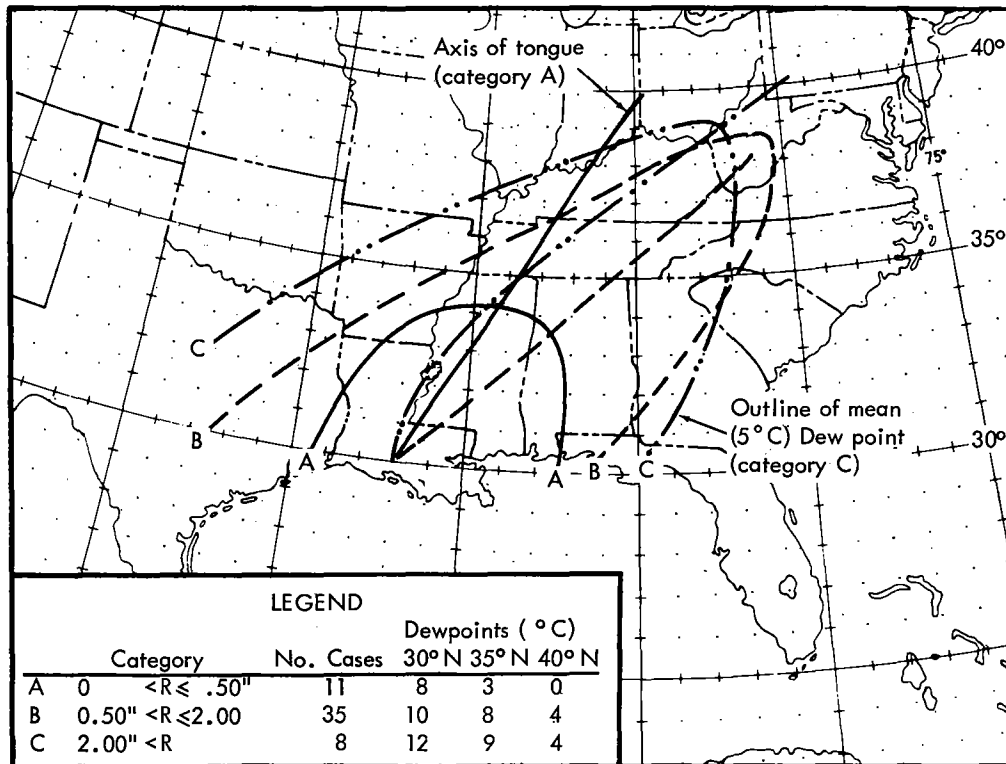 Axis of tongue
(category A)
40°
75°
35°
C
B
A
A
B
C
Outline of mean
(5°C) Dew point
(category C)
30°
LEGEND
Dewpoints (°C)
Category No. Cases 30°N 35°N 40°N
A 0 <R≤ .50" 11 8 3 0
B 0.50" <R≤2.00 35 10 8 4
C 2.00" <R 8 12 9 4